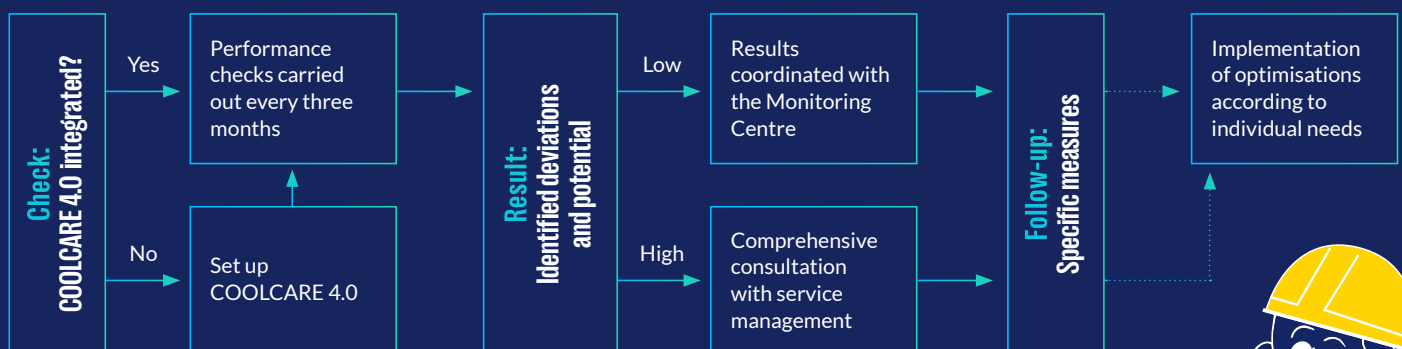 Check:
COOLCARE 4.0 integrated?
Yes
Performance
checks carried
out every three
months
No
Set up
COOLCARE 4.0
Result:
Identified deviations
and potential
Low
Results
coordinated with
the Monitoring
Centre
High
Comprehensive
consultation
with service
management
Follow-up:
Specific measures
Implementation
of optimisations
according to
individual needs